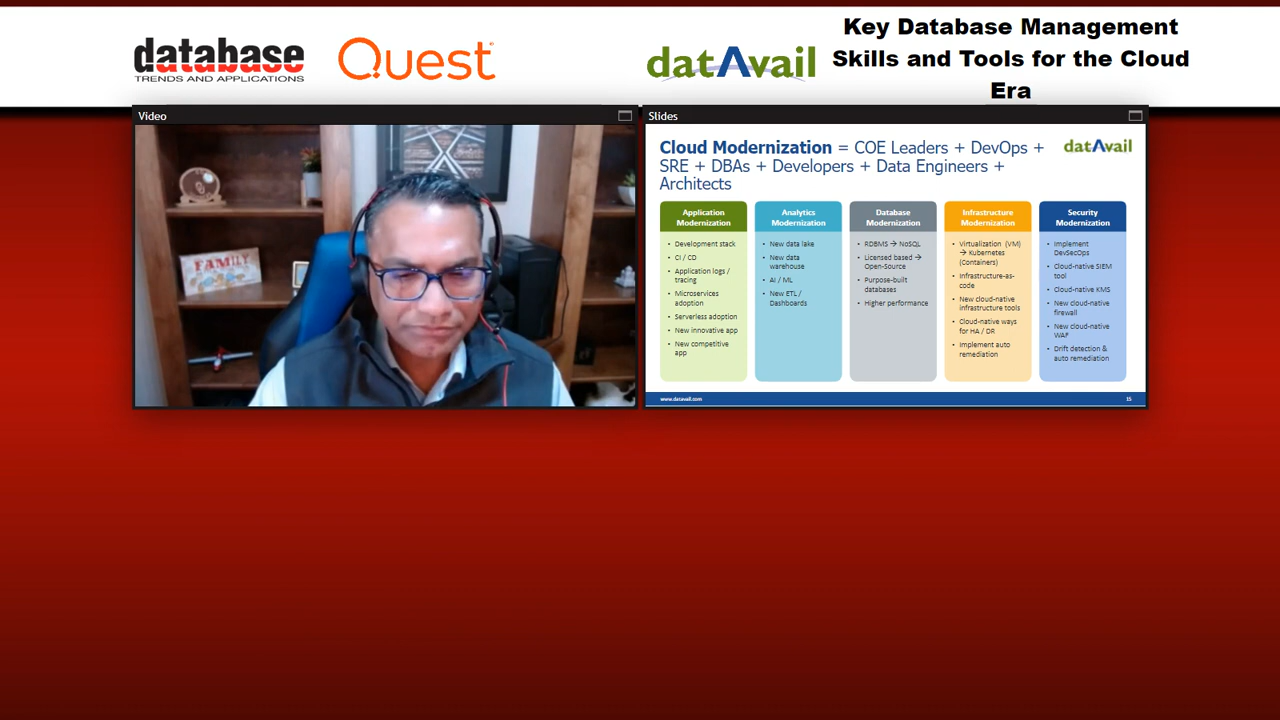 database
TRENDS AND APPLICATIONS
Quest
datAvail
Key Database Management
Skills and Tools for the Cloud
Era
Video
Slides
FAMILY
Cloud Modernization = COE Leaders + DevOps +
SRE + DBAs + Developers + Data Engineers +
Architects
datAvail
Application
Modernization
• Development stack
• CI / CD
• Application logs /
tracing
• Microservices
adoption
• Serverless adoption
• New innovative app
• New competitive
app
Analytics
Modernization
• New data lake
• New data
warehouse
• AI / ML
• New ETL /
Dashboards
Database
Modernization
• RDBMS → NoSQL
• Licensed based →
Open-Source
• Purpose-built
databases
• Higher performance
Infrastructure
Modernization
• Virtualization (VM)
→ Kubernetes
(Containers)
• Infrastructure-as-
code
• New cloud-native
infrastructure tools
• Cloud-native ways
for HA / DR
• Implement auto
remediation
Security
Modernization
• Implement
DevSecOps
• Cloud-native SIEM
tool
• Cloud-native KMS
• New cloud-native
firewall
• New cloud-native
WAF
• Drift detection &
auto remediation
www.datavail.com
15